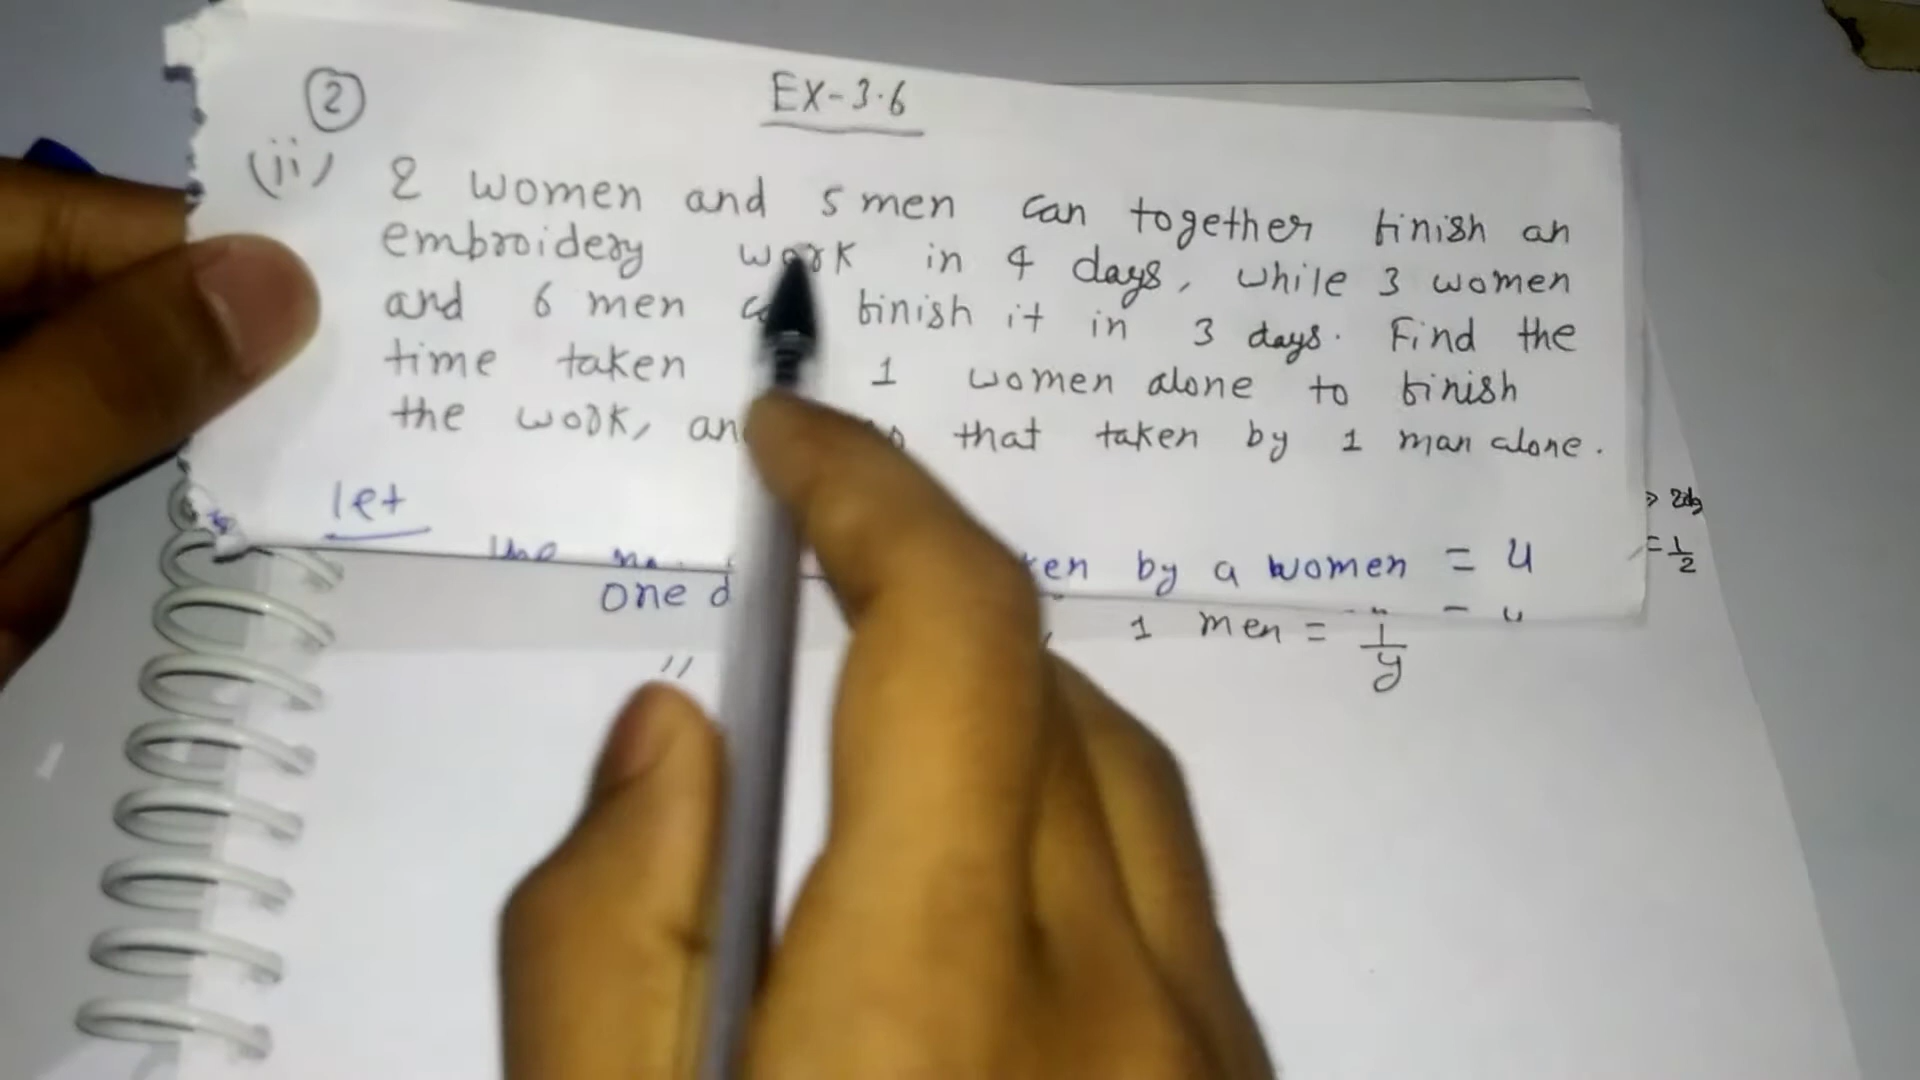 EX-3.6
2
(ii) 2 women and 5 men can together finish an
embroidery work in 4 days, while 3 women
and 6 men finish it in 3 days. Find the
time taken 1 women alone to finish
the work, that taken by 1 man alone.
let
by a women = u
= 1/2
one 1 men = 1/y
"